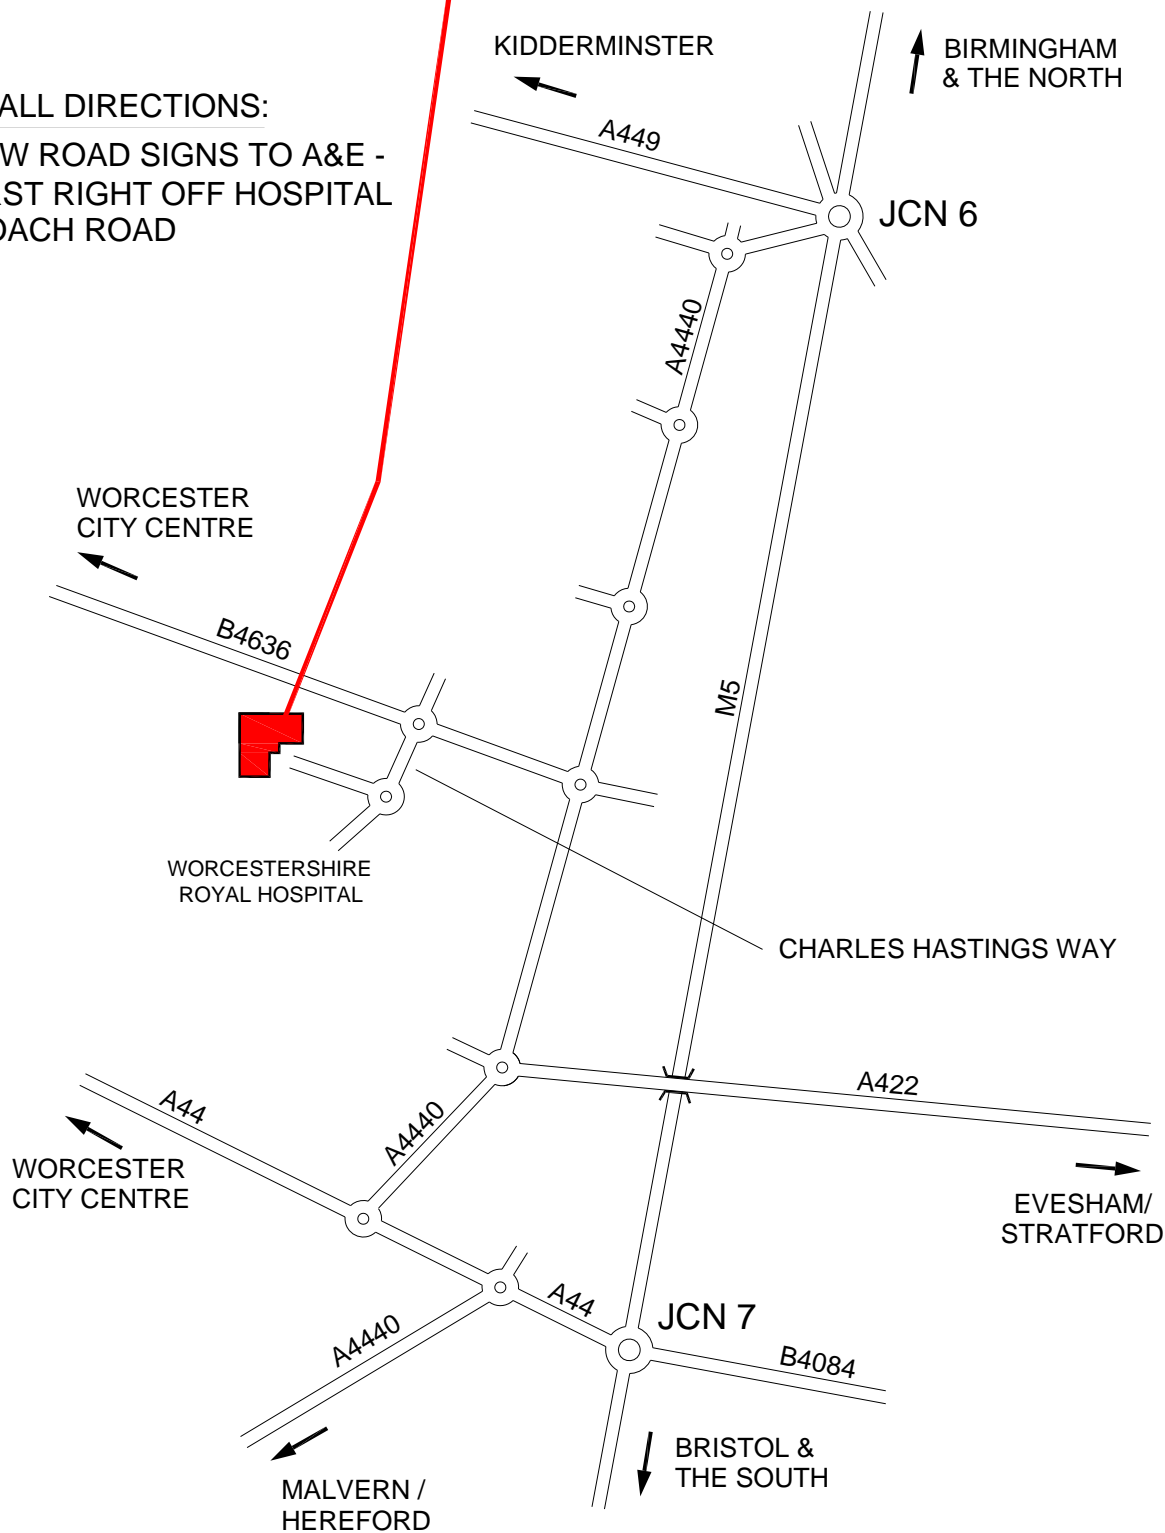 KIDDERMINSTER
BIRMINGHAM
& THE NORTH
ALL DIRECTIONS:
A449
W ROAD SIGNS TO A&E -
ST RIGHT OFF HOSPITAL
OACH ROAD
JCN 6
A4440
WORCESTER
CITY CENTRE
B4636
M5
WORCESTERSHIRE
ROYAL HOSPITAL
CHARLES HASTINGS WAY
A422
A44
A4440
WORCESTER
CITY CENTRE
EVESHAM/
STRATFORD
A44
JCN 7
A4440
B4084
BRISTOL &
THE SOUTH
MALVERN /
HEREFORD